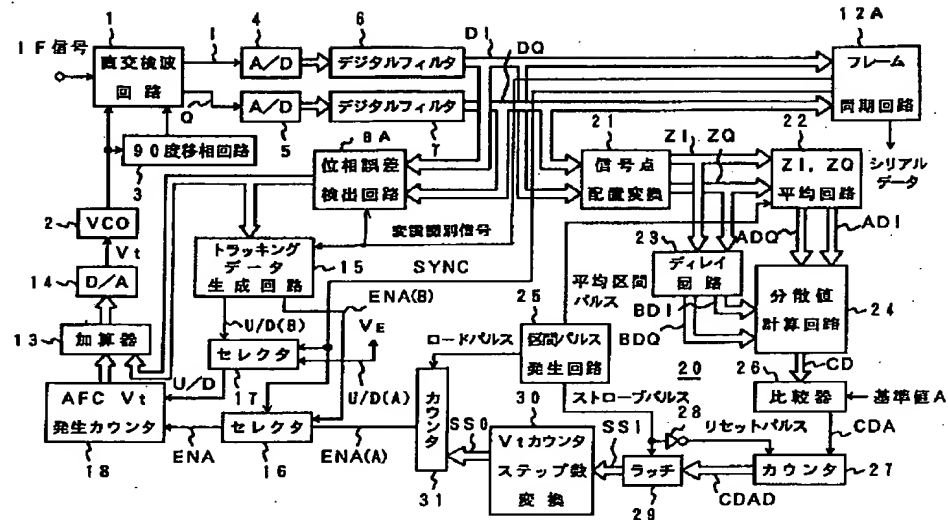 1
IF信号
直交検波
回路
I
Q
4
A/D
6
デジタルフィルタ
DI
DQ
12A
フレーム
同期回路
A/D
5
デジタルフィルタ
7
8A
位相誤差
検出回路
90度移相回路
3
21
信号点
配置変換
ZI, ZQ
22
ZI, ZQ
平均回路
シリアル
データ
2
VCO
Vt
変調識別信号
トラッキング
データ
生成回路
15
SYNC
23
ディレイ
回路
ADQ
ADI
14
D/A
ENA(B)
平均区間
パルス
BDI
BDQ
分散値
計算回路
24
13
加算器
U/D(B)
VE
25
ロードパルス
区間パルス
発生回路
20
CD
セレクタ
17
U/D
U/D(A)
26
比較器
基準値A
AFC Vt
発生カウンタ
18
ENA
セレクタ
16
ENA(A)
カウンタ
31
SS0
30
Vtカウンタ
ステップ数
変換
ストローブパルス
28
リセットパルス
SS1
ラッチ
29
CDAD
CDA
カウンタ
27